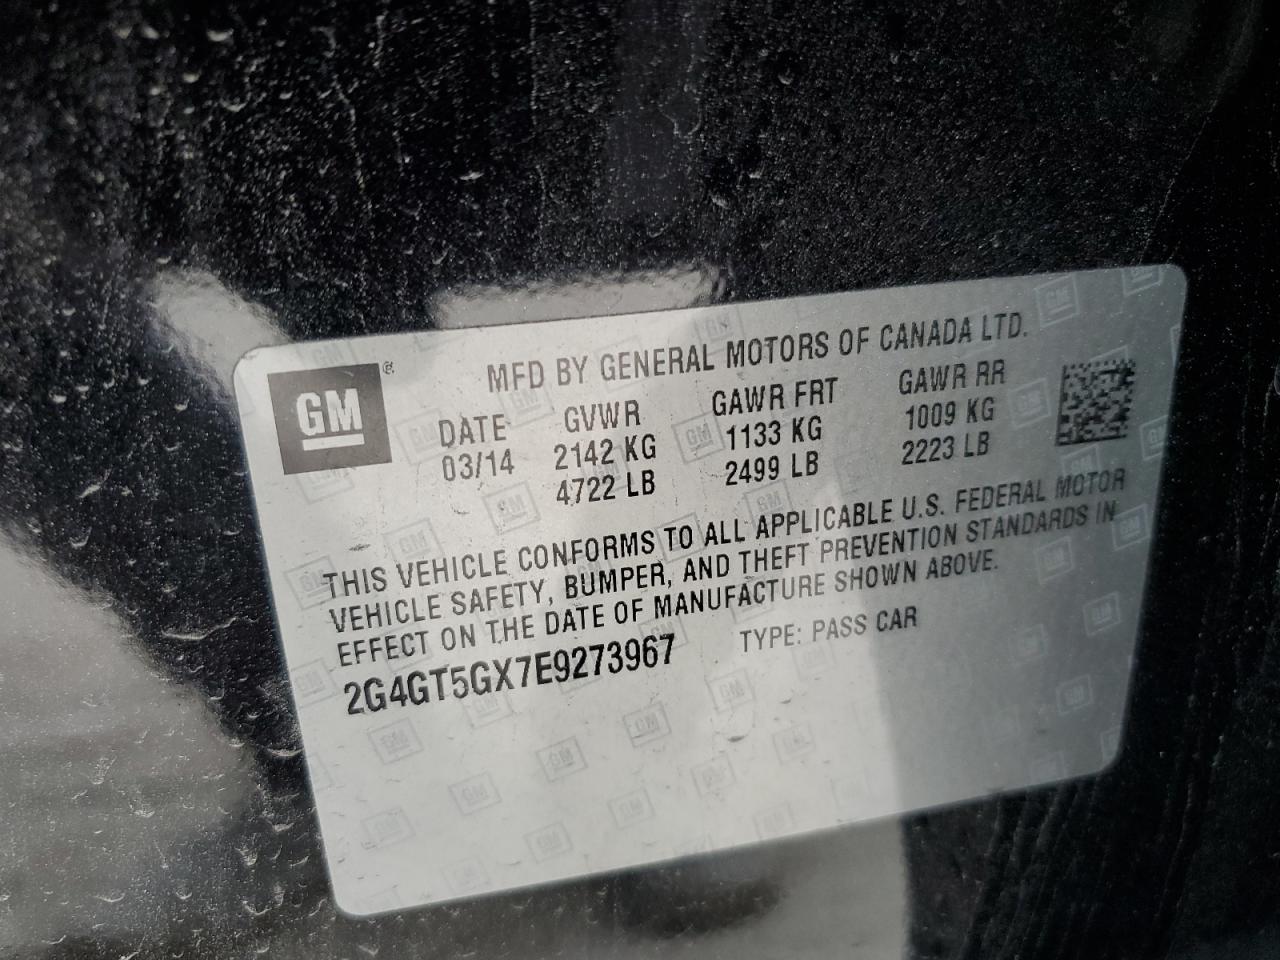 MFD BY GENERAL MOTORS OF CANADA LTD.
GM®
DATE GVWR GAWR FRT GAWR RR
03/14 2142 KG 1133 KG 1009 KG
4722 LB 2499 LB 2223 LB
THIS VEHICLE CONFORMS TO ALL APPLICABLE U.S. FEDERAL MOTOR
VEHICLE SAFETY, BUMPER, AND THEFT PREVENTION STANDARDS IN
EFFECT ON THE DATE OF MANUFACTURE SHOWN ABOVE.
2G4GT5GX7E9273967 TYPE: PASS CAR